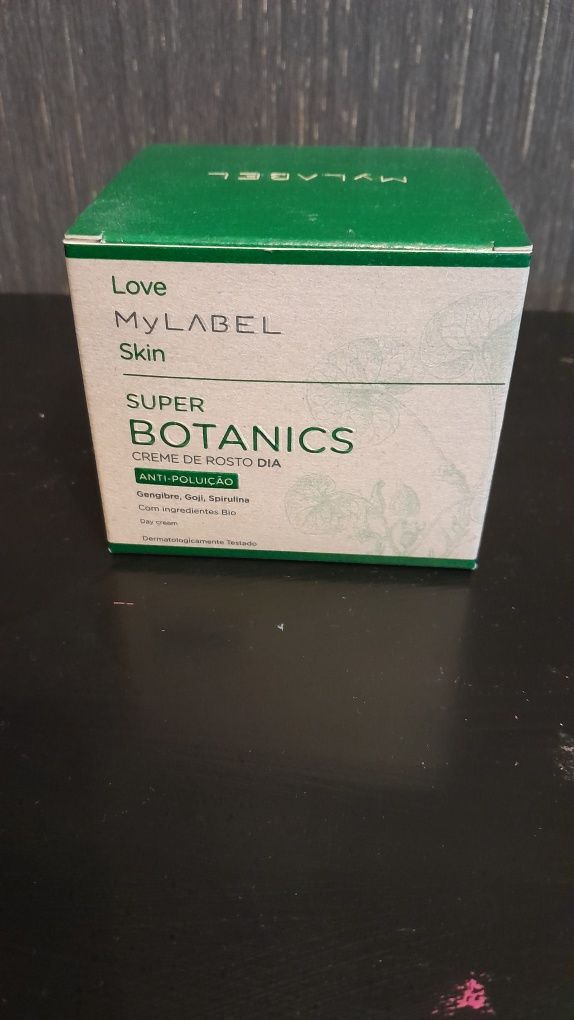 MyLABEL
Love
MyLABEL
Skin
SUPER
BOTANICS
CREME DE ROSTO DIA
ANTI-POLUIÇÃO
Gengibre, Goji, Spirulina
Com ingredientes Bio
Day cream
Dermatologicamente Testado